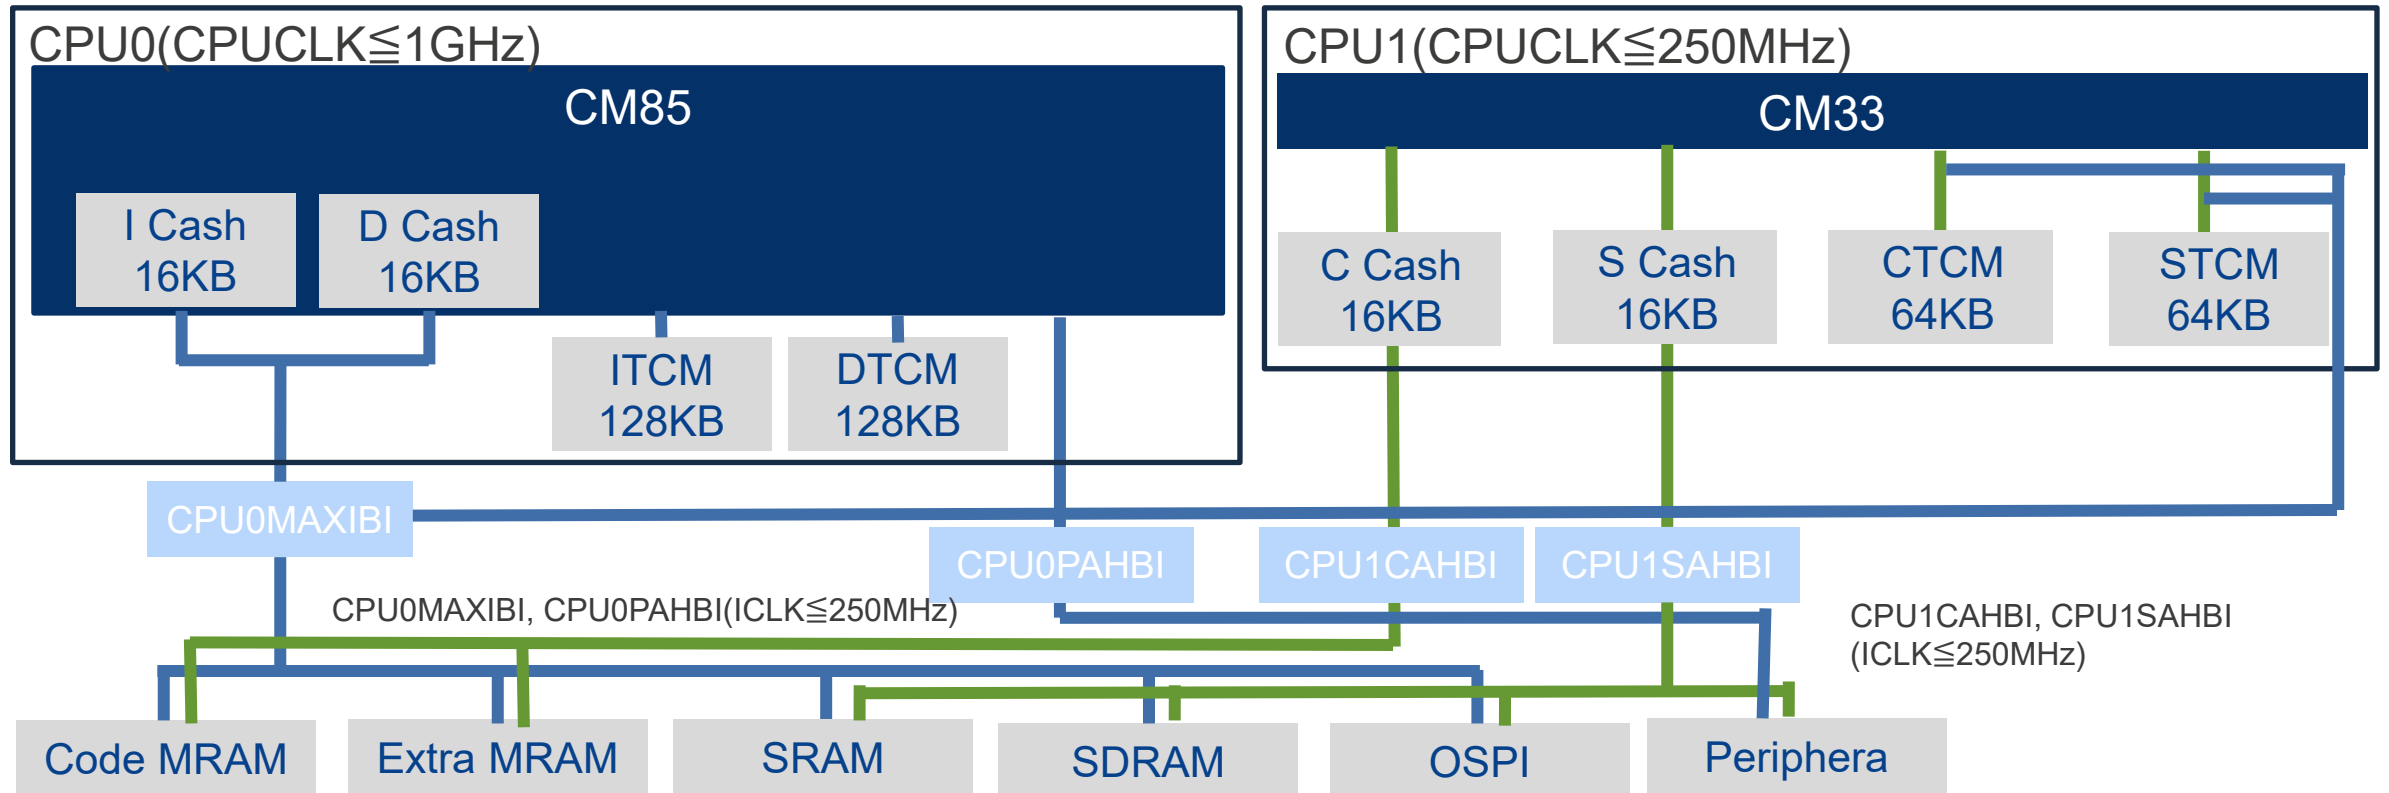 CPU0(CPUCLK≦1GHz)
CM85
I Cash
16KB
D Cash
16KB
ITCM
128KB
DTCM
128KB
CPU1(CPUCLK≦250MHz)
CM33
C Cash
16KB
S Cash
16KB
CTCM
64KB
STCM
64KB
CPU0MAXIBI
CPU0PAHBI
CPU1CAHBI
CPU1SAHBI
CPU0MAXIBI, CPU0PAHBI(ICLK≦250MHz)
CPU1CAHBI, CPU1SAHBI
(ICLK≦250MHz)
Code MRAM
Extra MRAM
SRAM
SDRAM
OSPI
Periphera